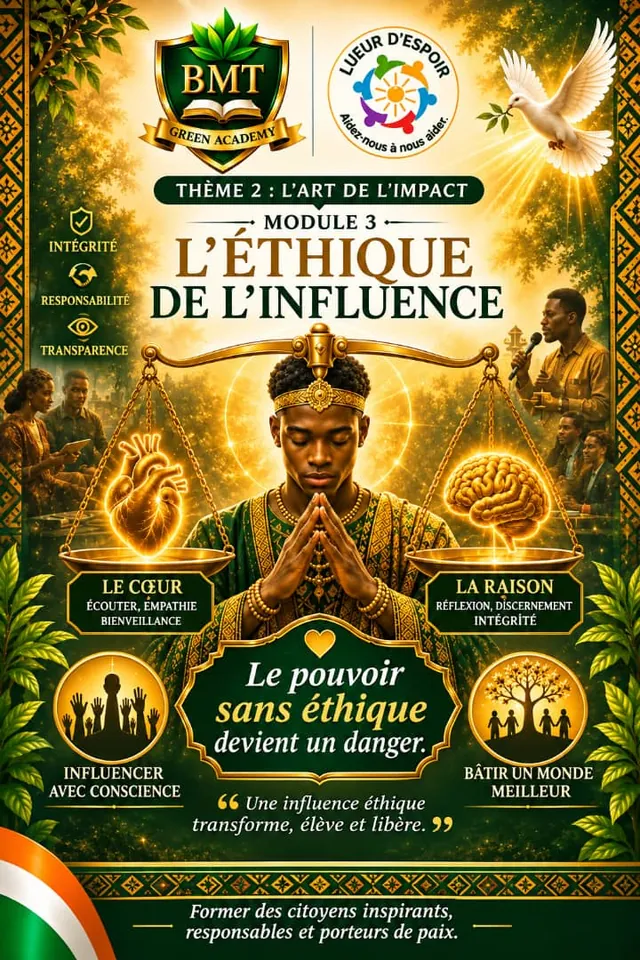 BMT
GREEN ACADEMY
LUEUR D'ESPOIR
Aidez-nous à nous aider.
THÈME 2 : L'ART DE L'IMPACT
MODULE 3
L'ÉTHIQUE
DE L'INFLUENCE
INTÉGRITÉ
RESPONSABILITÉ
TRANSPARENCE
LE CŒUR
ÉCOUTER, EMPATHIE
BIENVEILLANCE
LA RAISON
RÉFLEXION, DISCERNEMENT
INTÉGRITÉ
Le pouvoir
sans éthique
devient un danger.
INFLUENCER
AVEC CONSCIENCE
BÂTIR UN MONDE
MEILLEUR
“ Une influence éthique
transforme, élève et libère. ”
Former des citoyens inspirants,
responsables et porteurs de paix.